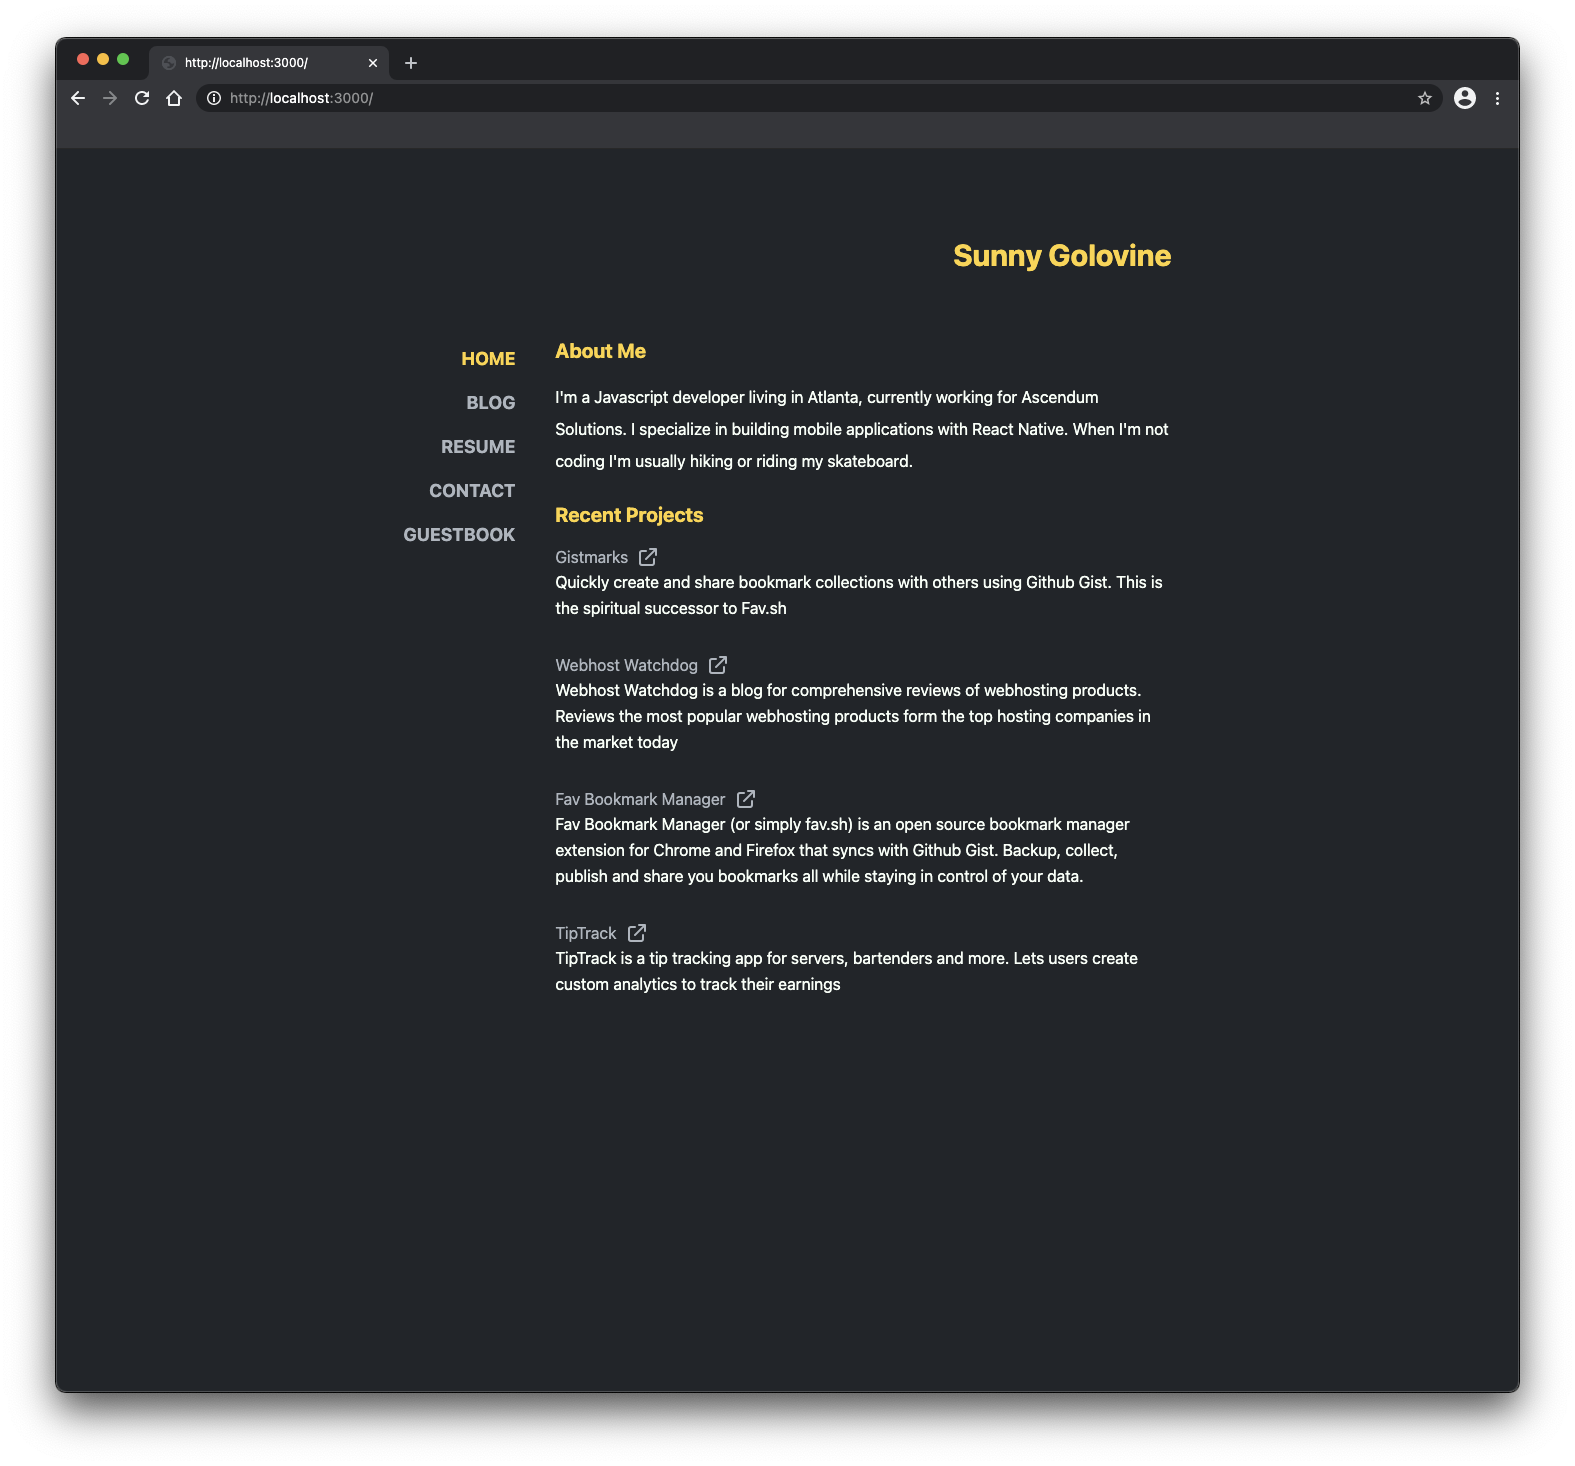 http://localhost:3000/
http://localhost:3000/
Sunny Golovine
HOME
BLOG
RESUME
CONTACT
GUESTBOOK
About Me
I'm a Javascript developer living in Atlanta, currently working for Ascendum
Solutions. I specialize in building mobile applications with React Native. When I'm not
coding I'm usually hiking or riding my skateboard.
Recent Projects
Gistmarks
Quickly create and share bookmark collections with others using Github Gist. This is
the spiritual successor to Fav.sh
Webhost Watchdog
Webhost Watchdog is a blog for comprehensive reviews of webhosting products.
Reviews the most popular webhosting products form the top hosting companies in
the market today
Fav Bookmark Manager
Fav Bookmark Manager (or simply fav.sh) is an open source bookmark manager
extension for Chrome and Firefox that syncs with Github Gist. Backup, collect,
publish and share you bookmarks all while staying in control of your data.
TipTrack
TipTrack is a tip tracking app for servers, bartenders and more. Lets users create
custom analytics to track their earnings